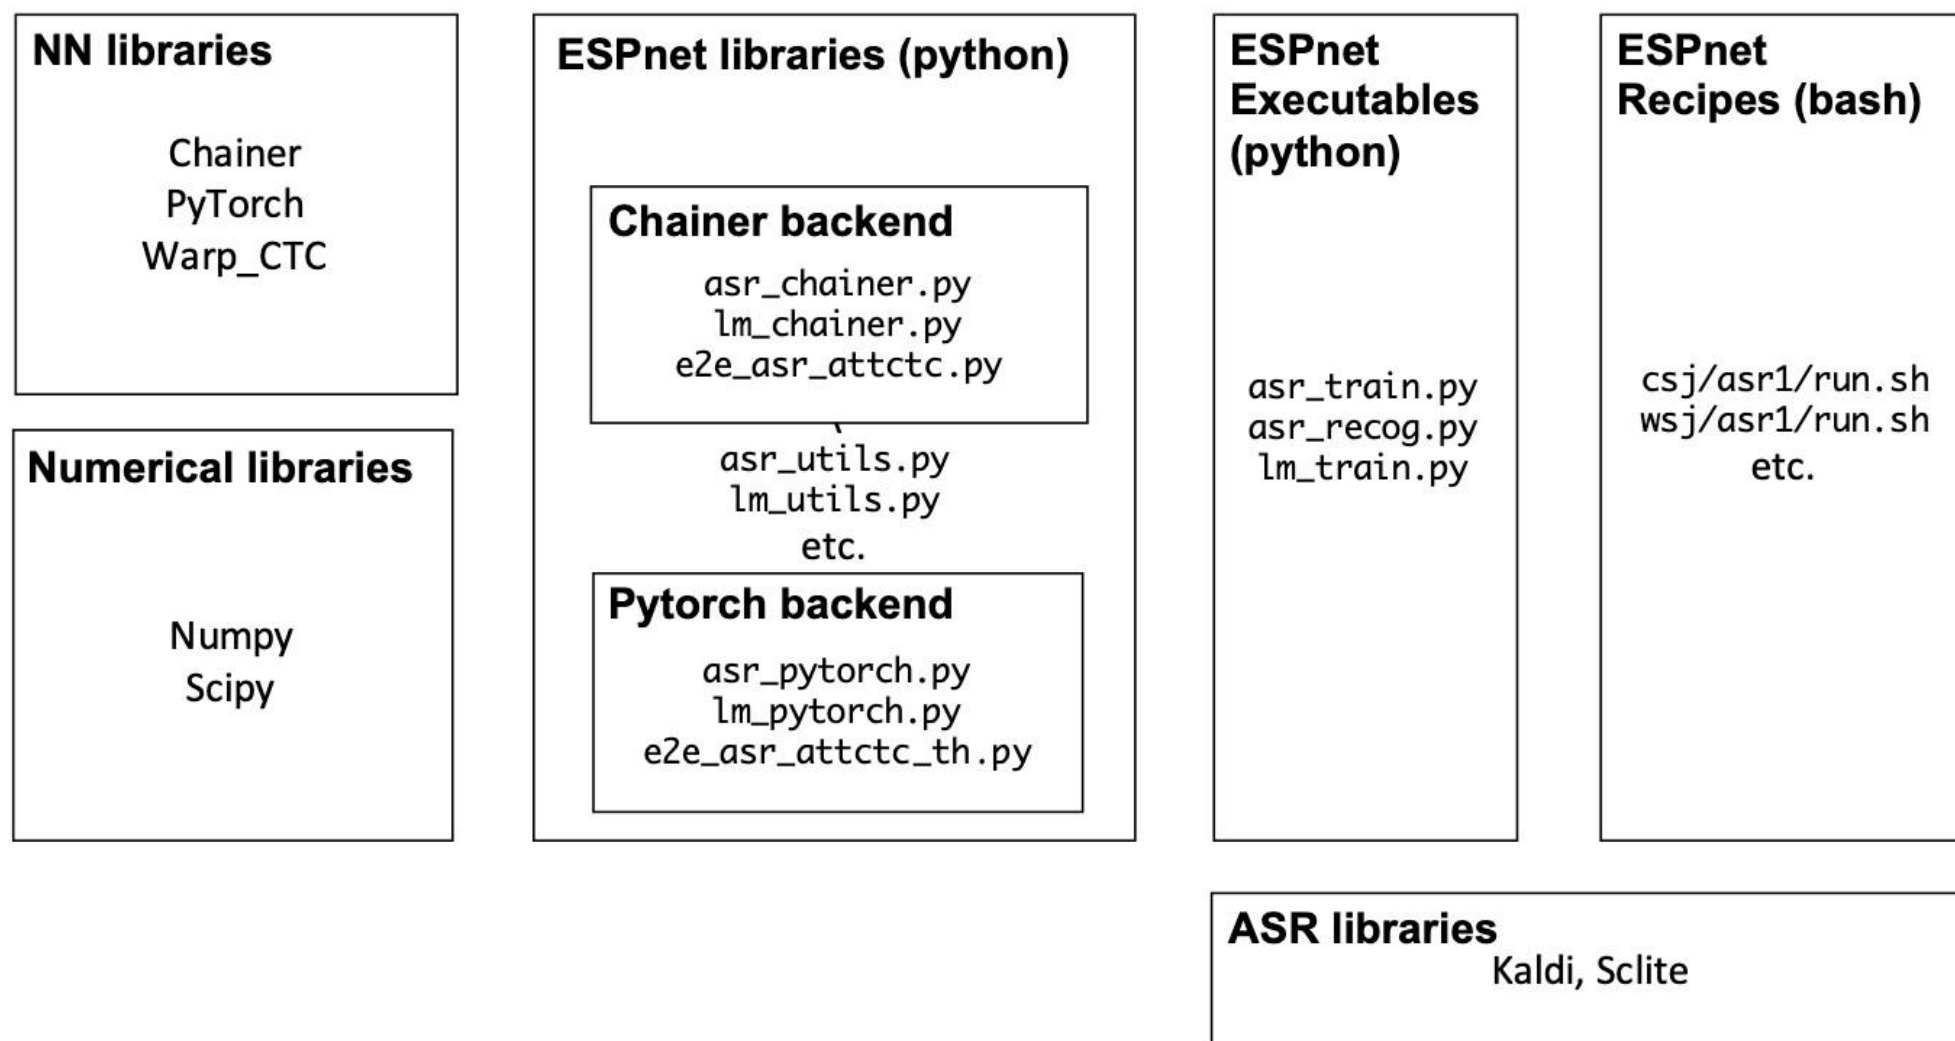 NN libraries
Chainer
PyTorch
Warp_CTC
Numerical libraries
Numpy
Scipy
ESPnet libraries (python)
Chainer backend
asr_chainer.py
lm_chainer.py
e2e_asr_attctc.py
asr_utils.py
lm_utils.py
etc.
Pytorch backend
asr_pytorch.py
lm_pytorch.py
e2e_asr_attctc_th.py
ESPnet
Executables
(python)
asr_train.py
asr_recog.py
lm_train.py
ESPnet
Recipes (bash)
csj/asr1/run.sh
wsj/asr1/run.sh
etc.
ASR libraries
Kaldi, Sclite